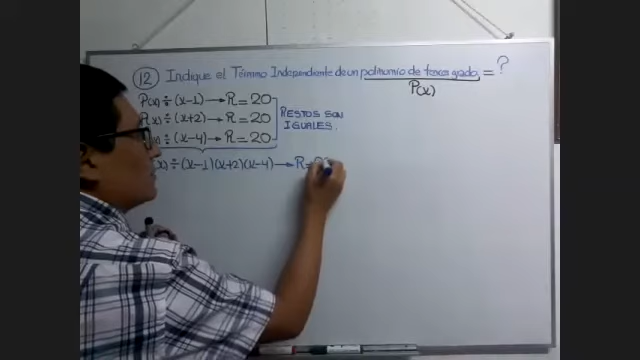 12 Indique el Término Independiente de un polinomio de tercer grado = ?
P(x)
P(x) ÷ (x-1) → R = 20
P(x) ÷ (x+2) → R = 20
(x) ÷ (x-4) → R = 20
RESTOS SON
IGUALES.
(x) ÷ (x-1)(x+2)(x-4) → R=